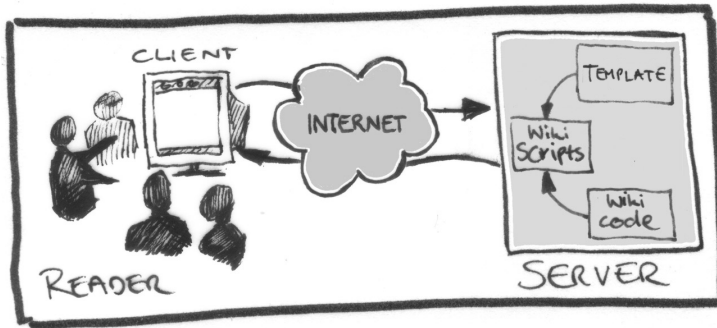 CLIENT
INTERNET
TEMPLATE
Wiki
Scripts
Wiki
code
READER
SERVER